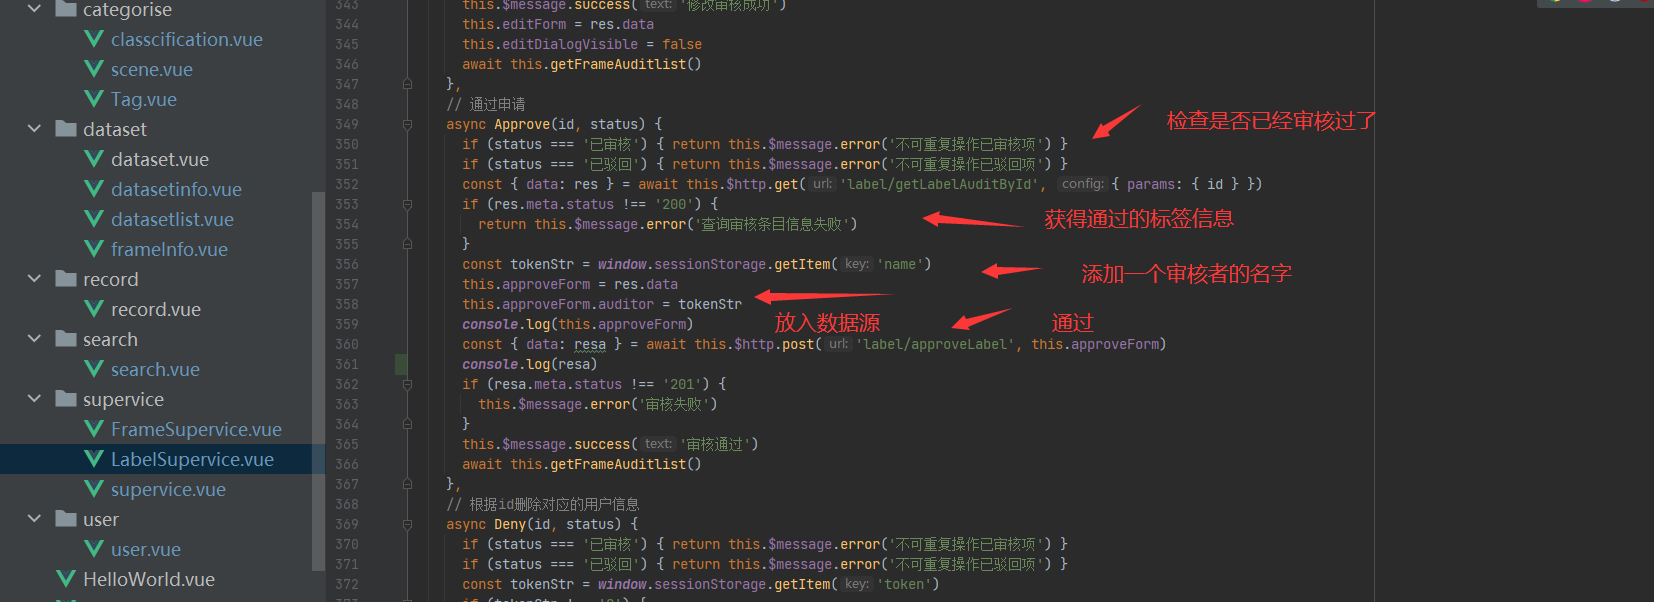 categorise
classcification.vue
scene.vue
Tag.vue
dataset
dataset.vue
datasetinfo.vue
datasetlist.vue
frameInfo.vue
record
record.vue
search
search.vue
supervice
FrameSupervice.vue
LabelSupervice.vue
supervice.vue
user
user.vue
HelloWorld.vue
343 this.$message.success( text: '修改审核成功')
344 this.editForm = res.data
345 this.editDialogVisible = false
346 await this.getFrameAuditlist()
347 },
348 // 通过申请
349 async Approve(id, status) {
350 if (status === '已审核') { return this.$message.error('不可重复操作已审核项') }
检查是否已经审核过了
351 if (status === '已驳回') { return this.$message.error('不可重复操作已驳回项') }
352 const { data: res } = await this.$http.get( url: 'label/getLabelAuditById', config: { params: { id } })
353 if (res.meta.status !== '200') {
获得通过的标签信息
354 return this.$message.error('查询审核条目信息失败')
355 }
356 const tokenStr = window.sessionStorage.getItem( key: 'name')
添加一个审核者的名字
357 this.approveForm = res.data
358 this.approveForm.auditor = tokenStr
放入数据源
通过
359 console.log(this.approveForm)
360 const { data: resa } = await this.$http.post( url: 'label/approveLabel', this.approveForm)
361 console.log(resa)
362 if (resa.meta.status !== '201') {
363 this.$message.error('审核失败')
364 }
365 this.$message.success( text: '审核通过')
366 await this.getFrameAuditlist()
367 },
368 // 根据id删除对应的用户信息
369 async Deny(id, status) {
370 if (status === '已审核') { return this.$message.error('不可重复操作已审核项') }
371 if (status === '已驳回') { return this.$message.error('不可重复操作已驳回项') }
372 const tokenStr = window.sessionStorage.getItem( key: 'token')